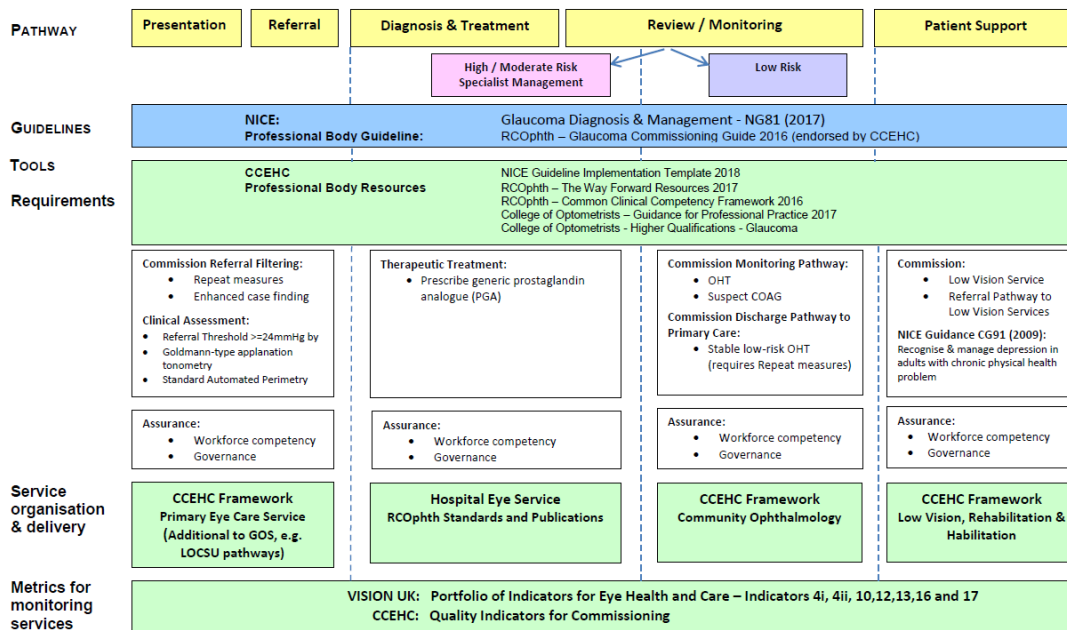 PATHWAY
Presentation
Referral
Diagnosis & Treatment
Review / Monitoring
Patient Support
High / Moderate Risk
Specialist Management
Low Risk
GUIDELINES
NICE:
Glaucoma Diagnosis & Management - NG81 (2017)
Professional Body Guideline:
RCOphth – Glaucoma Commissioning Guide 2016 (endorsed by CCEHC)
TOOLS
Requirements
CCEHC
Professional Body Resources
NICE Guideline Implementation Template 2018
RCOphth – The Way Forward Resources 2017
RCOphth – Common Clinical Competency Framework 2016
College of Optometrists – Guidance for Professional Practice 2017
College of Optometrists - Higher Qualifications - Glaucoma
Commission Referral Filtering:
• Repeat measures
• Enhanced case finding
Clinical Assessment:
• Referral Threshold >=24mmHg by
• Goldmann-type applanation
tonometry
• Standard Automated Perimetry
Therapeutic Treatment:
• Prescribe generic prostaglandin
analogue (PGA)
Commission Monitoring Pathway:
• OHT
• Suspect COAG
Commission Discharge Pathway to
Primary Care:
• Stable low-risk OHT
(requires Repeat measures)
Commission:
• Low Vision Service
• Referral Pathway to
Low Vision Services
NICE Guidance CG91 (2009):
Recognise & manage depression in
adults with chronic physical health
problem
Assurance:
• Workforce competency
• Governance
Assurance:
• Workforce competency
• Governance
Assurance:
• Workforce competency
• Governance
Assurance:
• Workforce competency
• Governance
Service
organisation
& delivery
CCEHC Framework
Primary Eye Care Service
(Additional to GOS, e.g.
LOCSU pathways)
Hospital Eye Service
RCOphth Standards and Publications
CCEHC Framework
Community Ophthalmology
CCEHC Framework
Low Vision, Rehabilitation &
Habilitation
Metrics for
monitoring
services
VISION UK: Portfolio of Indicators for Eye Health and Care – Indicators 4i, 4ii, 10,12,13,16 and 17
CCEHC: Quality Indicators for Commissioning